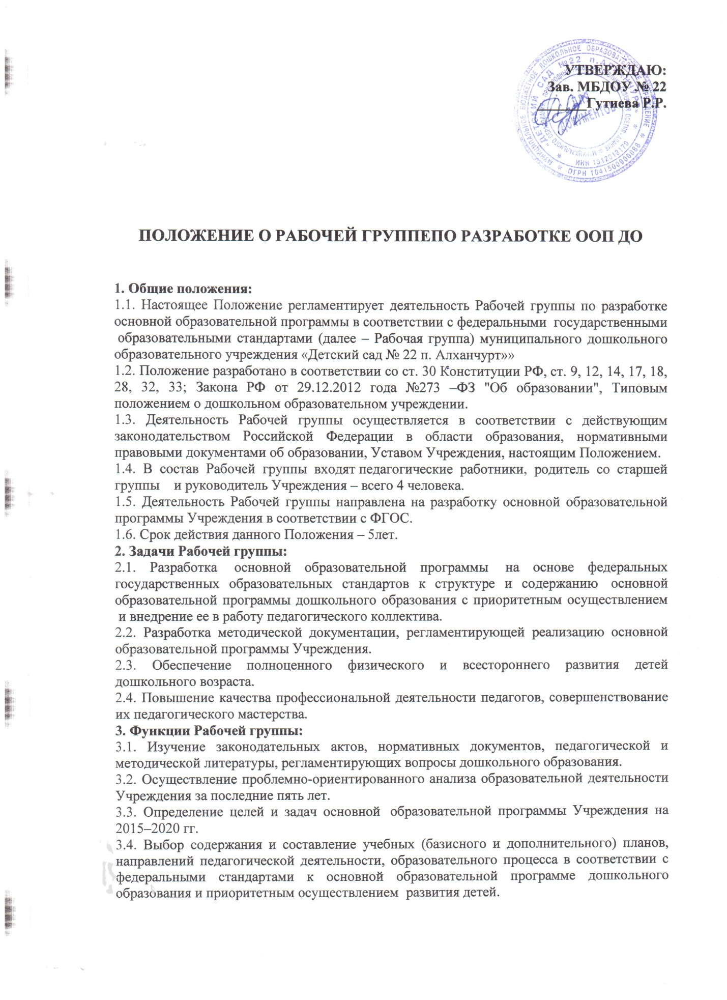 УТВЕРЖДАЮ:
Зав. МБДОУ № 22
_______Гутиева Р.Р.
МУНИЦИПАЛЬНОЕ БЮДЖЕТНОЕ ДОШКОЛЬНОЕ ОБРАЗОВАТЕЛЬНОЕ УЧРЕЖДЕНИЕ
* ОГРН 1041500900088 *
"ДЕТСКИЙ САД №22 п.АЛХАНЧУРТ"
ИНН 1512013170
ДЛЯ
ДОКУМЕНТОВ
ПОЛОЖЕНИЕ О РАБОЧЕЙ ГРУППЕПО РАЗРАБОТКЕ ООП ДО
1. Общие положения:
1.1. Настоящее Положение регламентирует деятельность Рабочей группы по разработке
основной образовательной программы в соответствии с федеральными государственными
образовательными стандартами (далее – Рабочая группа) муниципального дошкольного
образовательного учреждения «Детский сад № 22 п. Алханчурт»»
1.2. Положение разработано в соответствии со ст. 30 Конституции РФ, ст. 9, 12, 14, 17, 18,
28, 32, 33; Закона РФ от 29.12.2012 года №273 –ФЗ "Об образовании", Типовым
положением о дошкольном образовательном учреждении.
1.3. Деятельность Рабочей группы осуществляется в соответствии с действующим
законодательством Российской Федерации в области образования, нормативными
правовыми документами об образовании, Уставом Учреждения, настоящим Положением.
1.4. В состав Рабочей группы входят педагогические работники, родитель со старшей
группы и руководитель Учреждения – всего 4 человека.
1.5. Деятельность Рабочей группы направлена на разработку основной образовательной
программы Учреждения в соответствии с ФГОС.
1.6. Срок действия данного Положения – 5лет.
2. Задачи Рабочей группы:
2.1. Разработка основной образовательной программы на основе федеральных
государственных образовательных стандартов к структуре и содержанию основной
образовательной программы дошкольного образования с приоритетным осуществлением
и внедрение ее в работу педагогического коллектива.
2.2. Разработка методической документации, регламентирующей реализацию основной
образовательной программы Учреждения.
2.3. Обеспечение полноценного физического и всестороннего развития детей
дошкольного возраста.
2.4. Повышение качества профессиональной деятельности педагогов, совершенствование
их педагогического мастерства.
3. Функции Рабочей группы:
3.1. Изучение законодательных актов, нормативных документов, педагогической и
методической литературы, регламентирующих вопросы дошкольного образования.
3.2. Осуществление проблемно-ориентированного анализа образовательной деятельности
Учреждения за последние пять лет.
3.3. Определение целей и задач основной образовательной программы Учреждения на
2015–2020 гг.
3.4. Выбор содержания и составление учебных (базисного и дополнительного) планов,
направлений педагогической деятельности, образовательного процесса в соответствии с
федеральными стандартами к основной образовательной программе дошкольного
образования и приоритетным осуществлением развития детей.